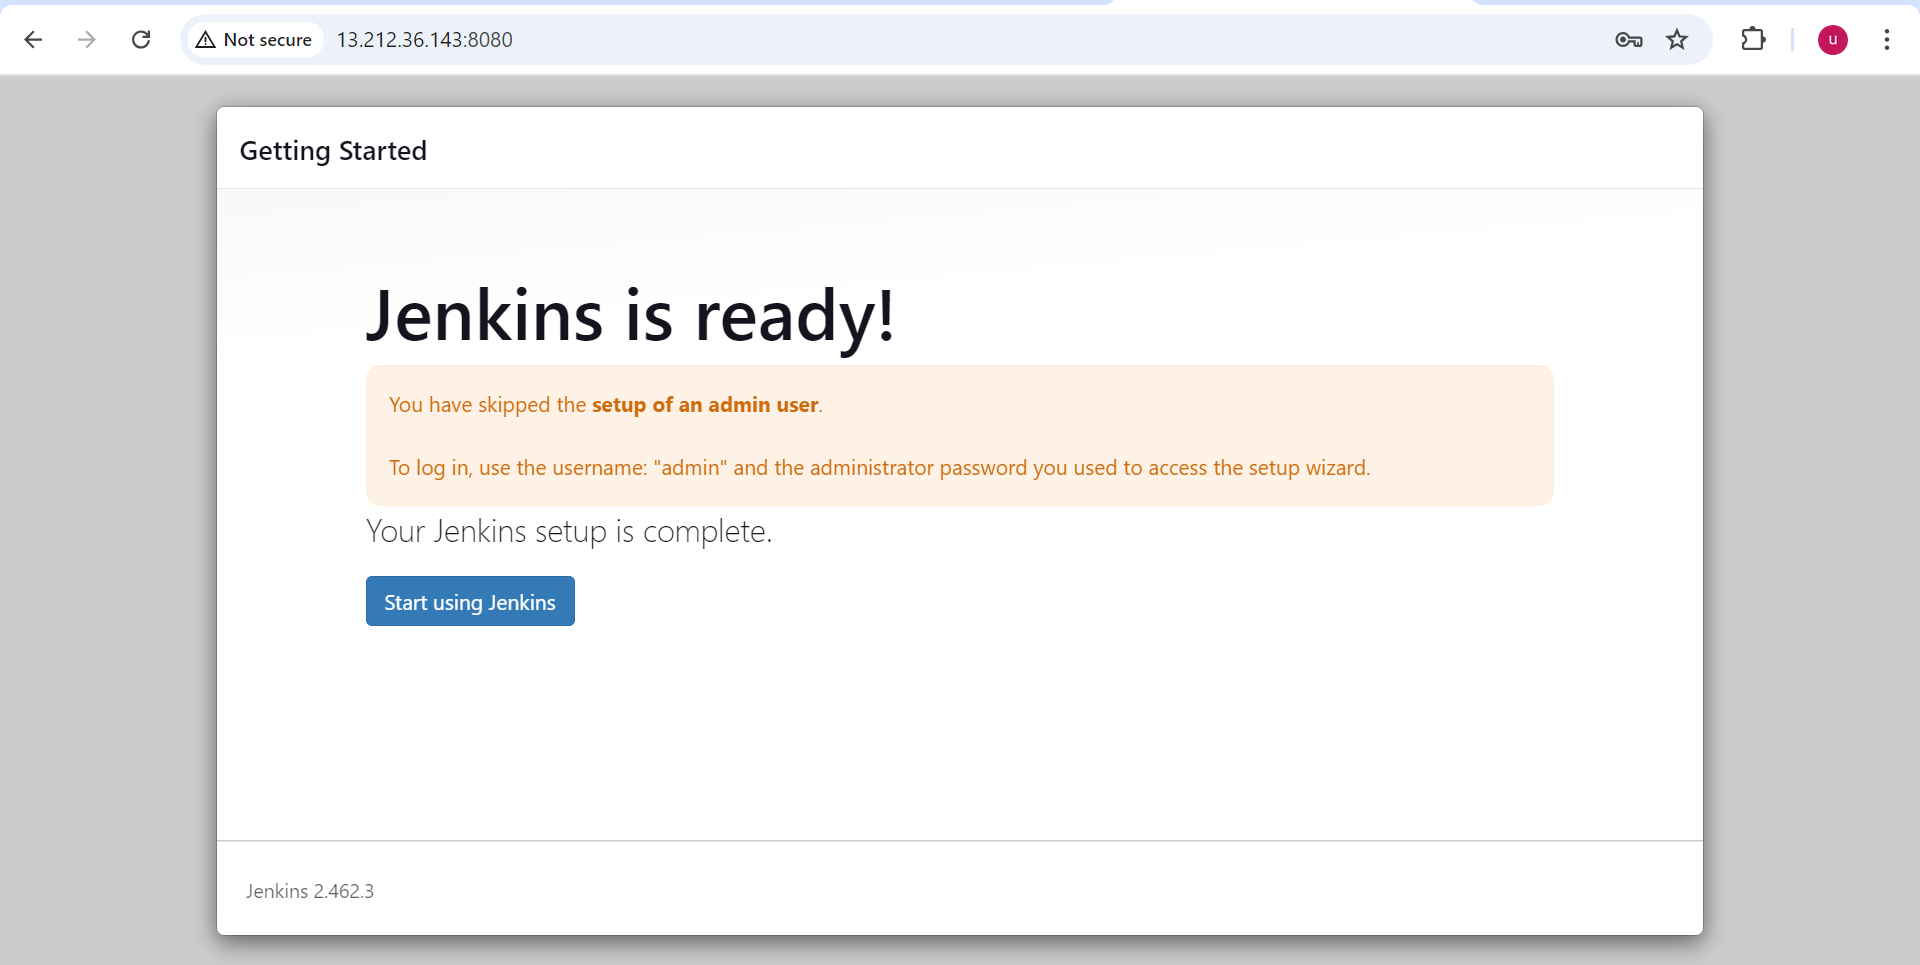 Not secure
13.212.36.143:8080
u
Getting Started
Jenkins is ready!
You have skipped the setup of an admin user.
To log in, use the username: "admin" and the administrator password you used to access the setup wizard.
Your Jenkins setup is complete.
Start using Jenkins
Jenkins 2.462.3